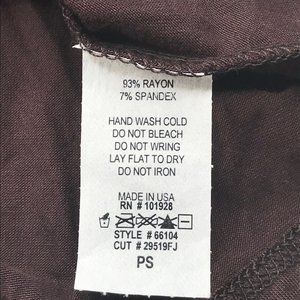 93% RAYON
7% SPANDEX
HAND WASH COLD
DO NOT BLEACH
DO NOT WRING
LAY FLAT TO DRY
DO NOT IRON
MADE IN USA
RN # 101928
STYLE # 66104
CUT # 29519FJ
PS